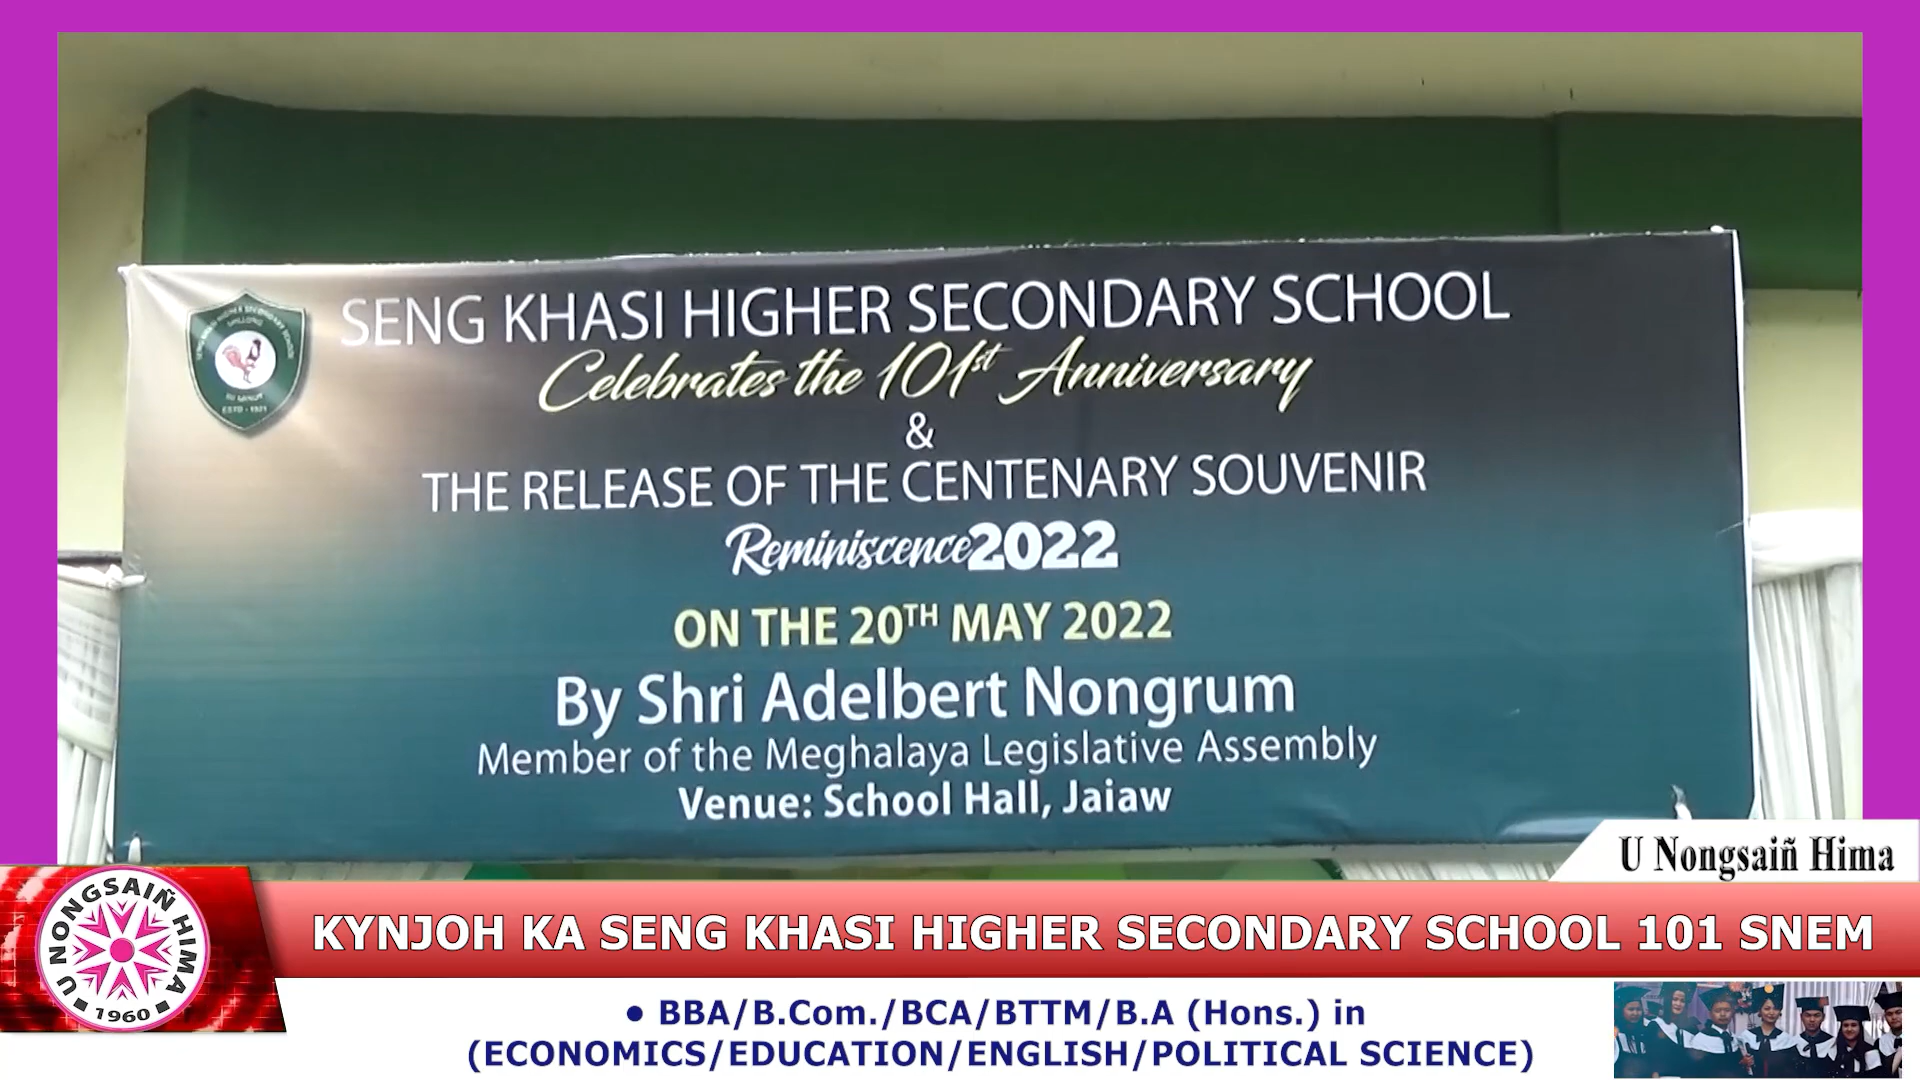 SENG KHASI HIGHER SECONDARY SCHOOL
Celebrates the 101st Anniversary
&
THE RELEASE OF THE CENTENARY SOUVENIR
Reminiscence2022
ON THE 20TH MAY 2022
By Shri Adelbert Nongrum
Member of the Meghalaya Legislative Assembly
Venue: School Hall, Jaiaw
ESTD - 1921
U Nongsaiñ Hima
U NONGSAIÑ HIMA
1960
KYNJOH KA SENG KHASI HIGHER SECONDARY SCHOOL 101 SNEM
• BBA/B.Com./BCA/BTTM/B.A (Hons.) in
(ECONOMICS/EDUCATION/ENGLISH/POLITICAL SCIENCE)